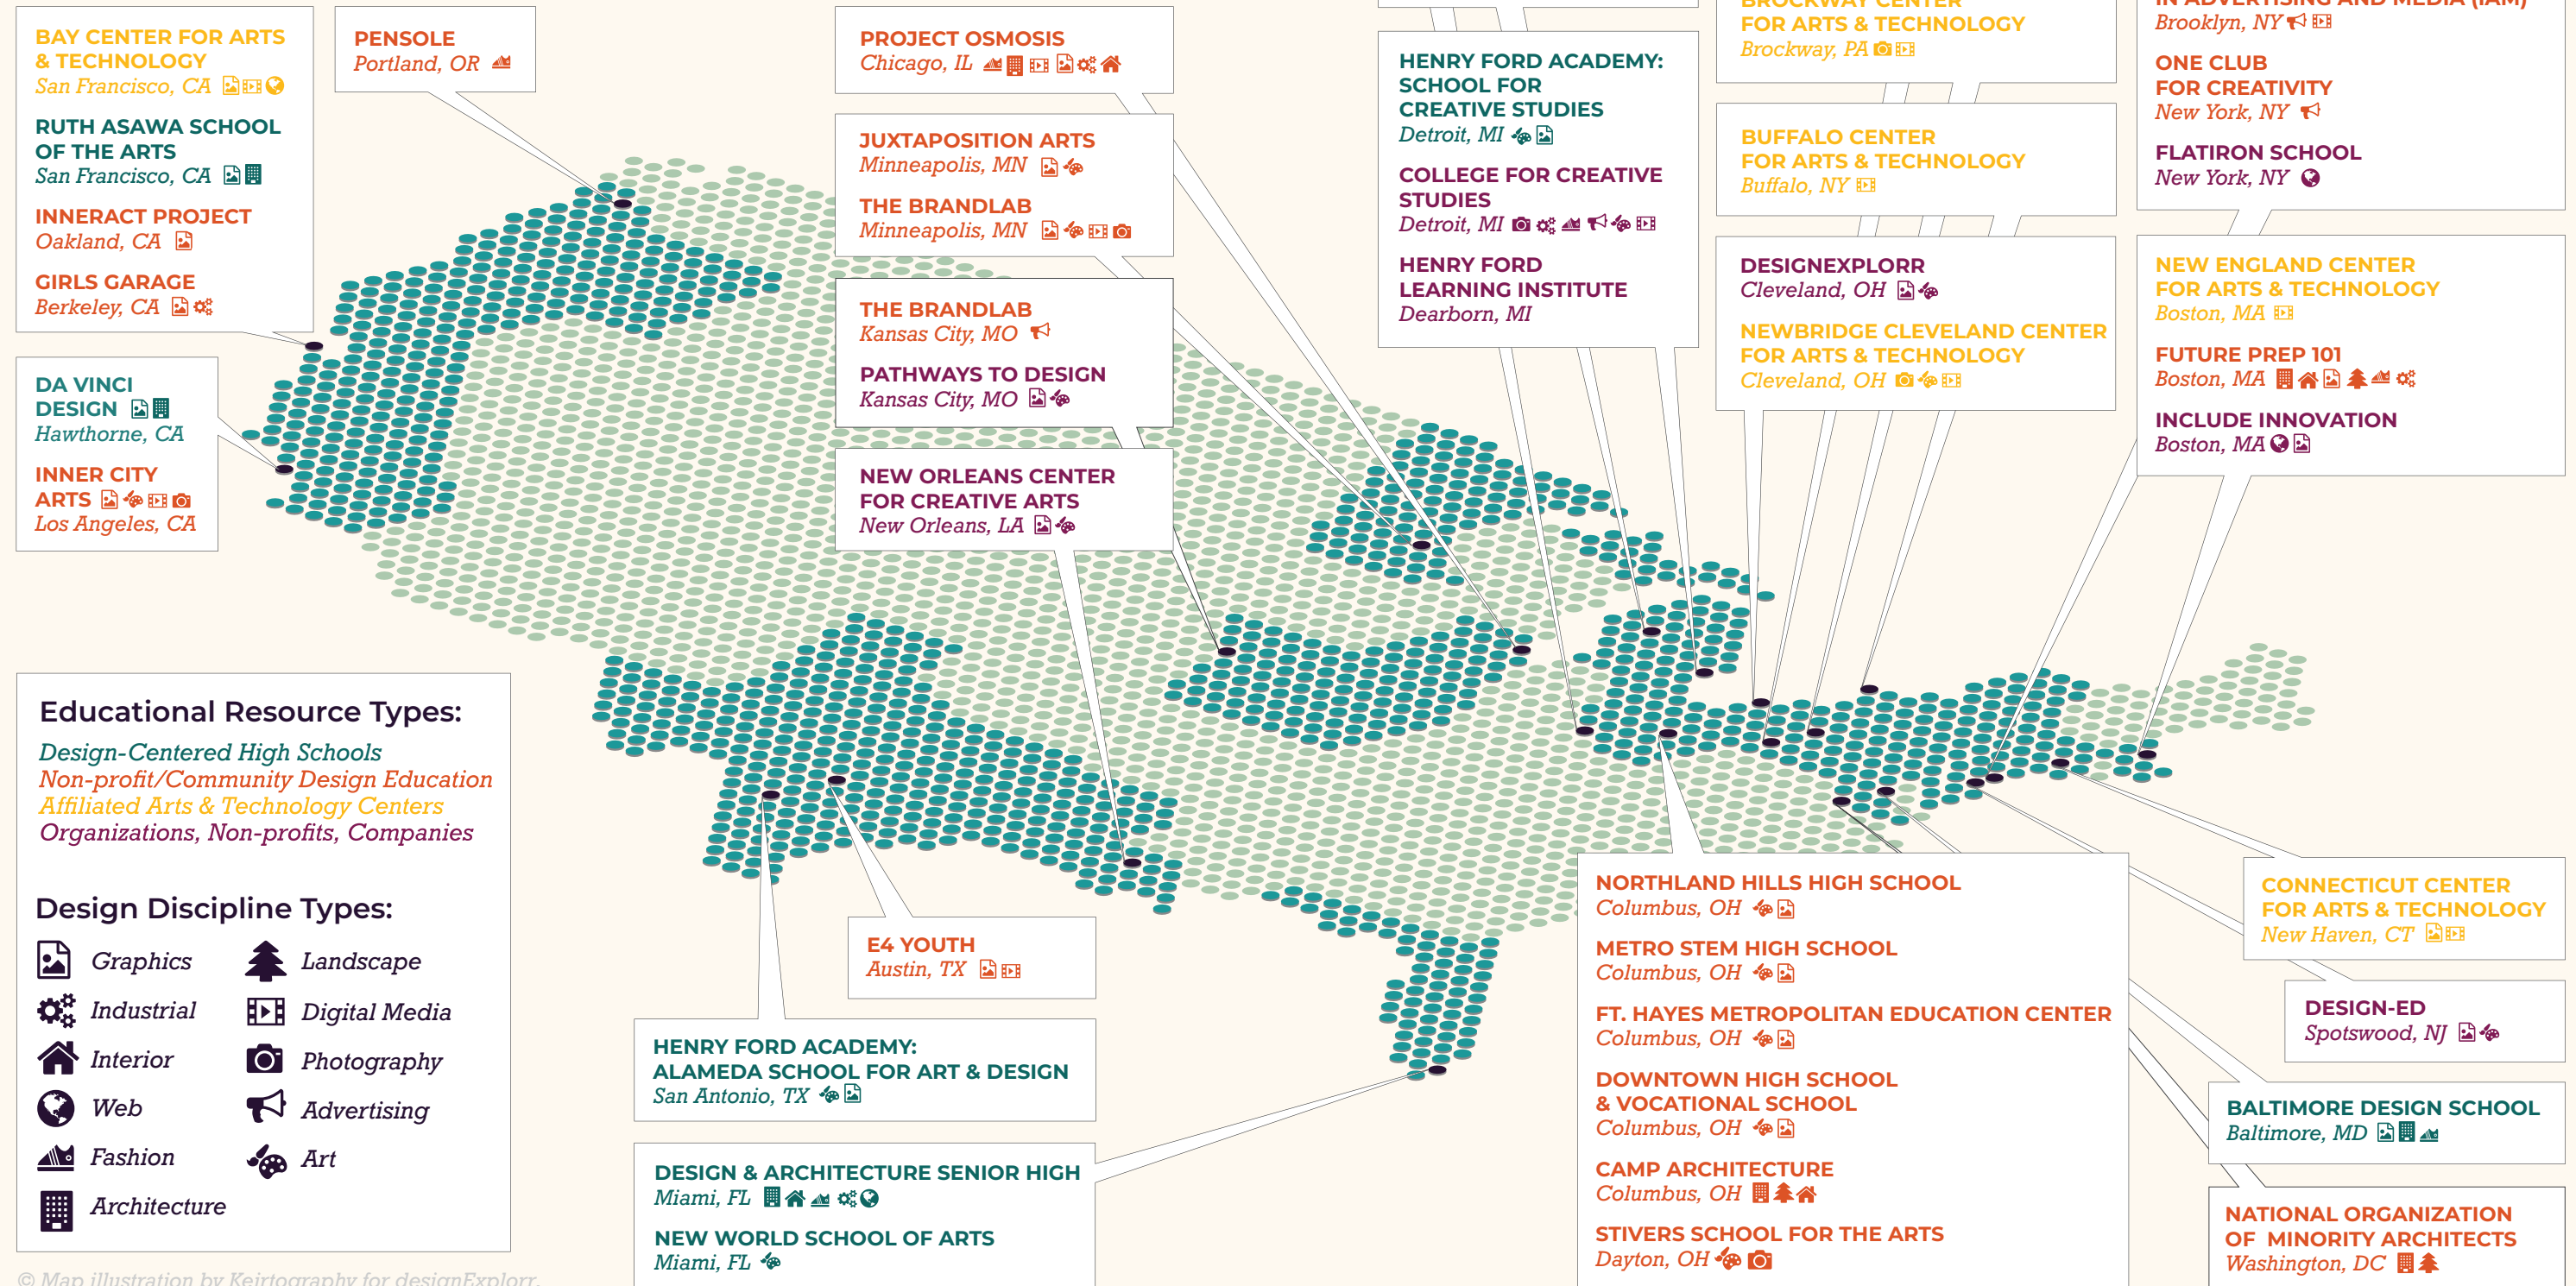 BAY CENTER FOR ARTS
& TECHNOLOGY
San Francisco, CA
RUTH ASAWA SCHOOL
OF THE ARTS
San Francisco, CA
INNERACT PROJECT
Oakland, CA
GIRLS GARAGE
Berkeley, CA
DA VINCI
DESIGN
Hawthorne, CA
INNER CITY
ARTS
Los Angeles, CA
PENSOLE
Portland, OR
PROJECT OSMOSIS
Chicago, IL
JUXTAPOSITION ARTS
Minneapolis, MN
THE BRANDLAB
Minneapolis, MN
THE BRANDLAB
Kansas City, MO
PATHWAYS TO DESIGN
Kansas City, MO
NEW ORLEANS CENTER
FOR CREATIVE ARTS
New Orleans, LA
HENRY FORD ACADEMY:
SCHOOL FOR
CREATIVE STUDIES
Detroit, MI
COLLEGE FOR CREATIVE
STUDIES
Detroit, MI
HENRY FORD
LEARNING INSTITUTE
Dearborn, MI
BROCKWAY CENTER
FOR ARTS & TECHNOLOGY
Brockway, PA
BUFFALO CENTER
FOR ARTS & TECHNOLOGY
Buffalo, NY
DESIGNEXPLORR
Cleveland, OH
NEWBRIDGE CLEVELAND CENTER
FOR ARTS & TECHNOLOGY
Cleveland, OH
IN ADVERTISING AND MEDIA (IAM)
Brooklyn, NY
ONE CLUB
FOR CREATIVITY
New York, NY
FLATIRON SCHOOL
New York, NY
NEW ENGLAND CENTER
FOR ARTS & TECHNOLOGY
Boston, MA
FUTURE PREP 101
Boston, MA
INCLUDE INNOVATION
Boston, MA
Educational Resource Types:
Design-Centered High Schools
Non-profit/Community Design Education
Affiliated Arts & Technology Centers
Organizations, Non-profits, Companies
Design Discipline Types:
Graphics
Industrial
Interior
Web
Fashion
Architecture
Landscape
Digital Media
Photography
Advertising
Art
E4 YOUTH
Austin, TX
HENRY FORD ACADEMY:
ALAMEDA SCHOOL FOR ART & DESIGN
San Antonio, TX
DESIGN & ARCHITECTURE SENIOR HIGH
Miami, FL
NEW WORLD SCHOOL OF ARTS
Miami, FL
NORTHLAND HILLS HIGH SCHOOL
Columbus, OH
METRO STEM HIGH SCHOOL
Columbus, OH
FT. HAYES METROPOLITAN EDUCATION CENTER
Columbus, OH
DOWNTOWN HIGH SCHOOL
& VOCATIONAL SCHOOL
Columbus, OH
CAMP ARCHITECTURE
Columbus, OH
STIVERS SCHOOL FOR THE ARTS
Dayton, OH
CONNECTICUT CENTER
FOR ARTS & TECHNOLOGY
New Haven, CT
DESIGN-ED
Spotswood, NJ
BALTIMORE DESIGN SCHOOL
Baltimore, MD
NATIONAL ORGANIZATION
OF MINORITY ARCHITECTS
Washington, DC
© Map illustration by Keirtography for designExplorr.